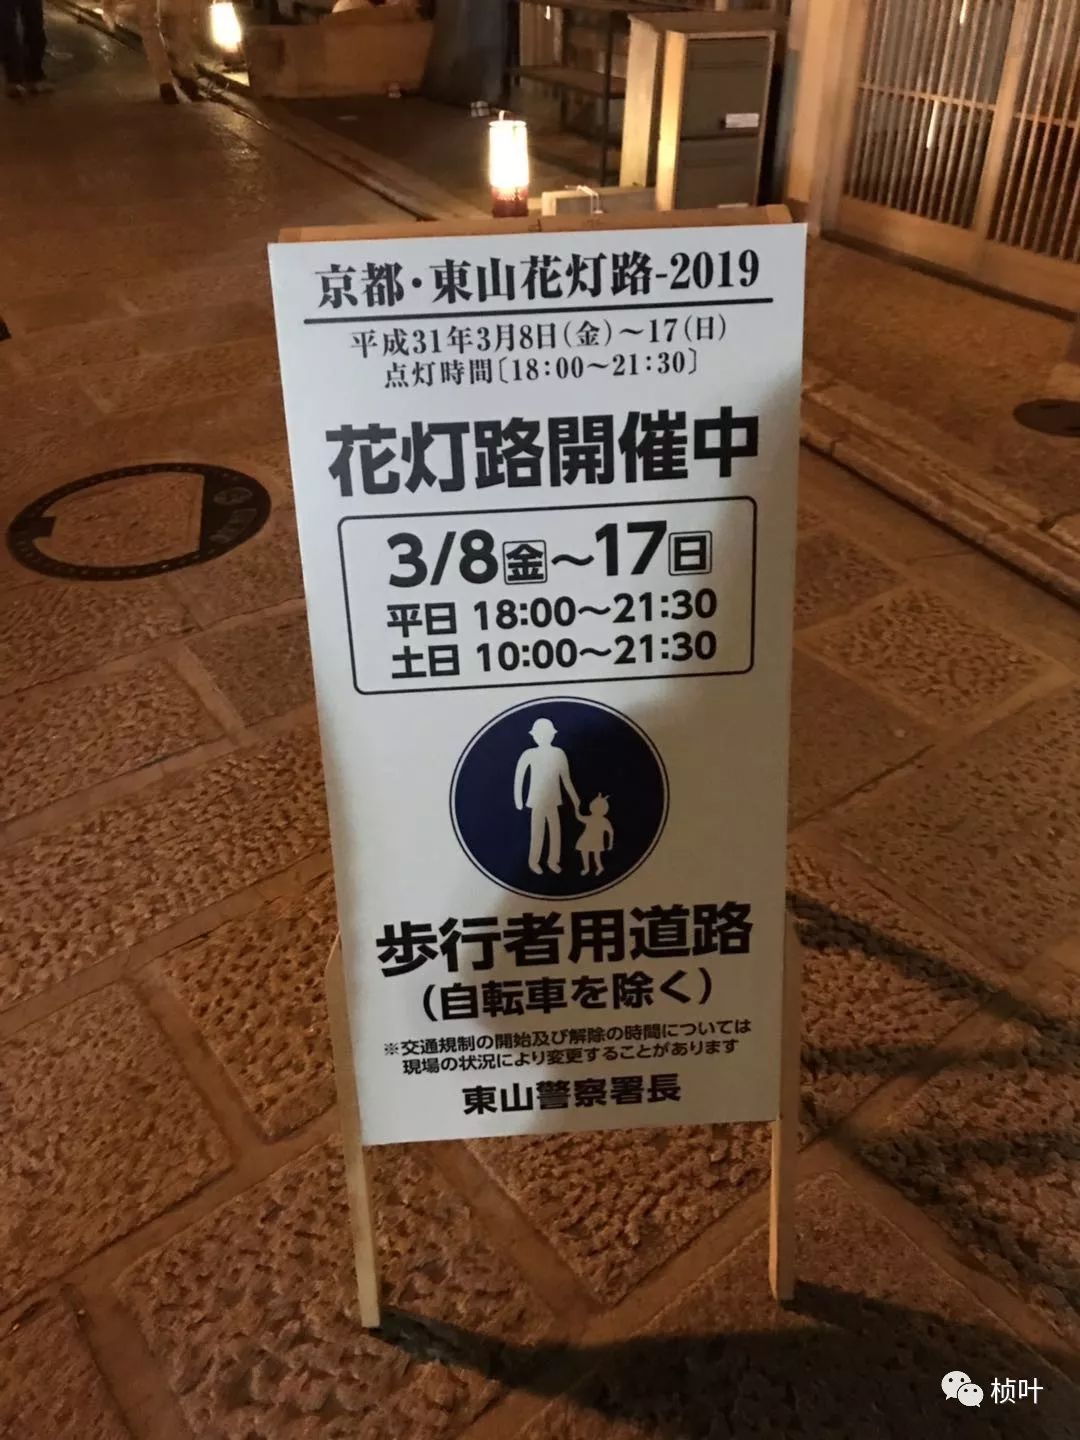 京都・東山花灯路-2019
平成31年3月8日(金)～17(日)
点灯時間〔18:00～21:30〕
花灯路開催中
3/8金～17日
平日 18:00～21:30
土日 10:00～21:30
歩行者用道路
(自転車を除く)
※交通規制の開始及び解除の時間については
現場の状況により変更することがあります
東山警察署長
桢叶